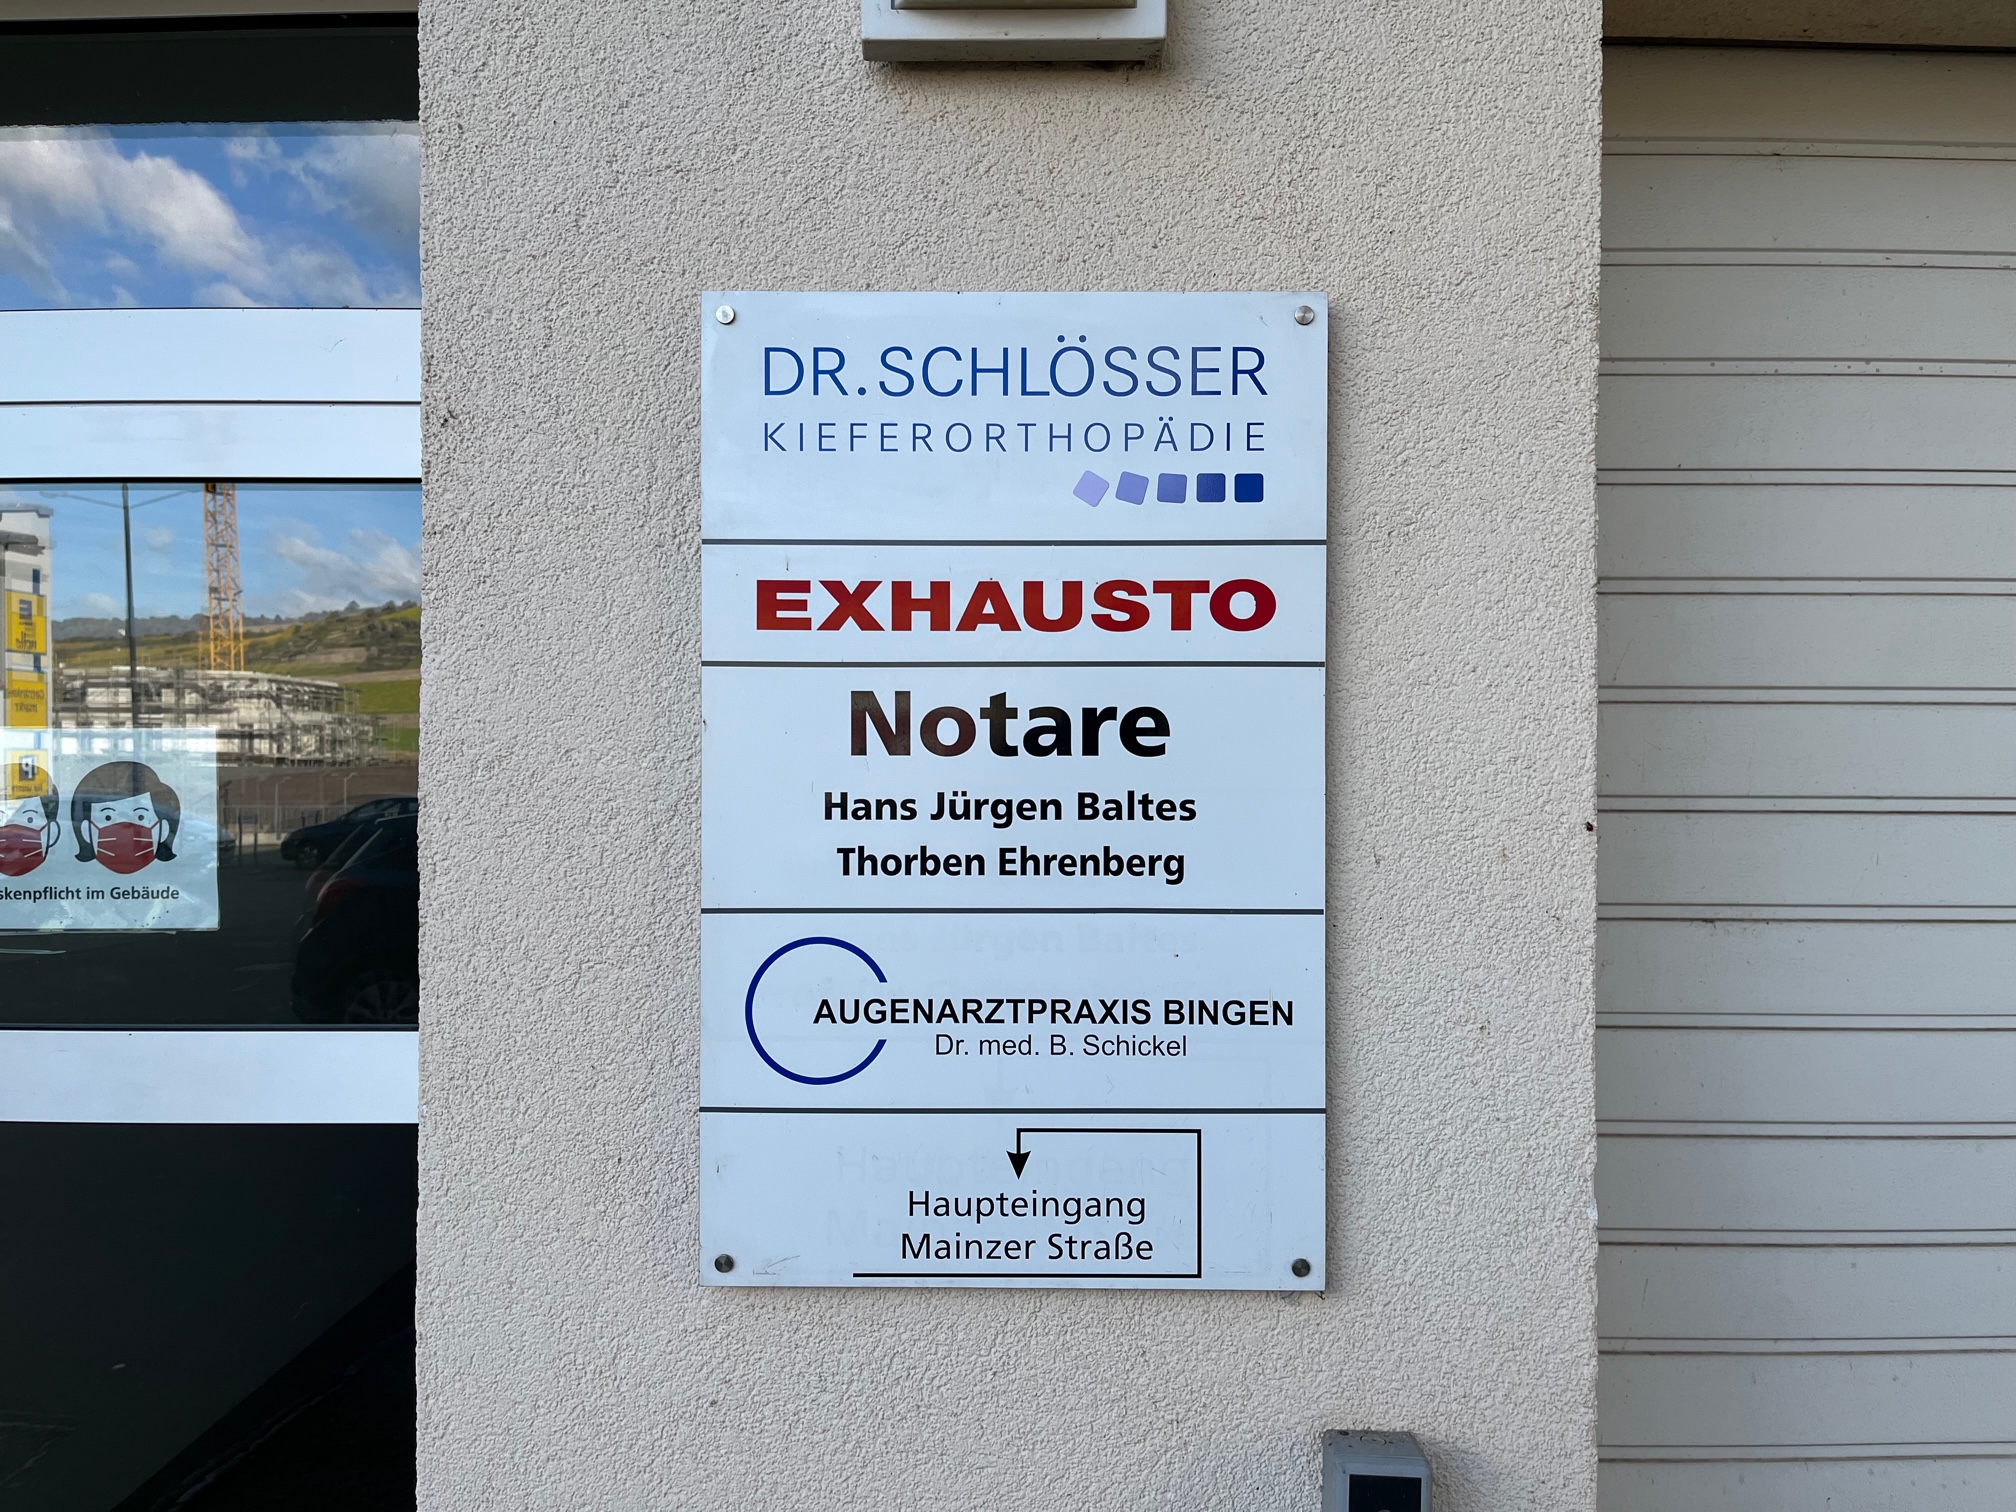 DR. SCHLÖSSER
KIEFERORTHOPÄDIE
EXHAUSTO
Notare
Hans Jürgen Baltes
Thorben Ehrenberg
AUGENARZTPRAXIS BINGEN
Dr. med. B. Schickel
Haupteingang
Mainzer Straße
skenpflicht im Gebäude